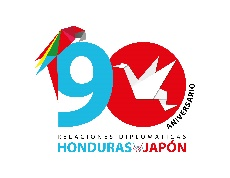 90
ANIVERSARIO
RELACIONES DIPLOMÁTICAS
HONDURAS JAPÓN